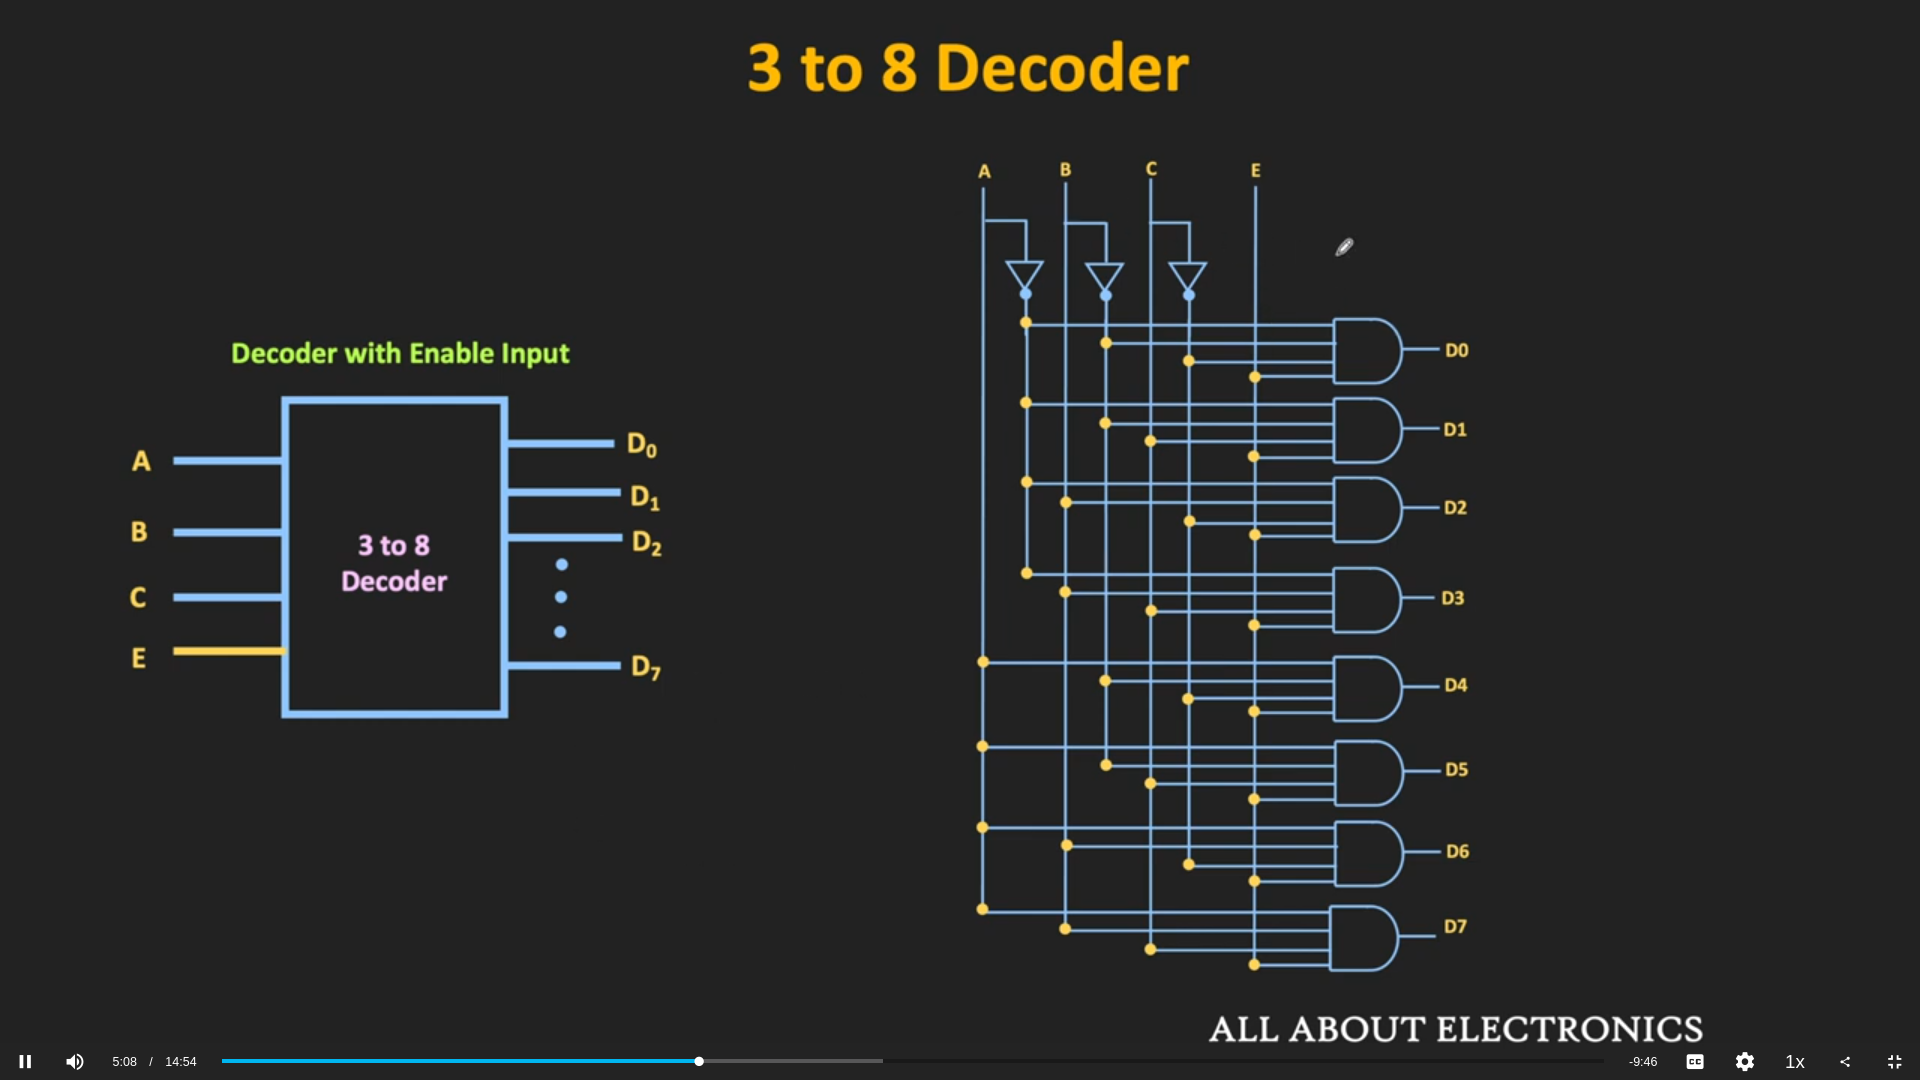 3 to 8 Decoder
A B C E
Decoder with Enable Input
A
B
C
E
3 to 8
Decoder
D₀
D₁
D₂
D₇
D0
D1
D2
D3
D4
D5
D6
D7
ALL ABOUT ELECTRONICS
5:08 / 14:54
-9:46
CC
1x